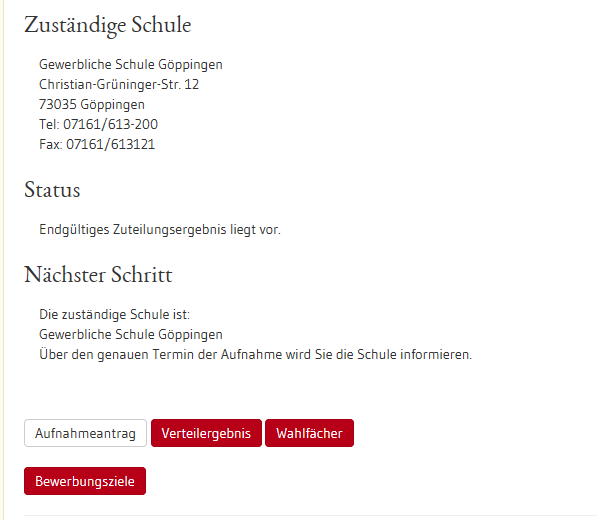 Zuständige Schule
Gewerbliche Schule Göppingen
Christian-Grüninger-Str. 12
73035 Göppingen
Tel: 07161/613-200
Fax: 07161/613121
Status
Endgültiges Zuteilungsergebnis liegt vor.
Nächster Schritt
Die zuständige Schule ist:
Gewerbliche Schule Göppingen
Über den genauen Termin der Aufnahme wird Sie die Schule informieren.
Aufnahmeantrag Verteilergebnis Wahlfächer
Bewerbungsziele